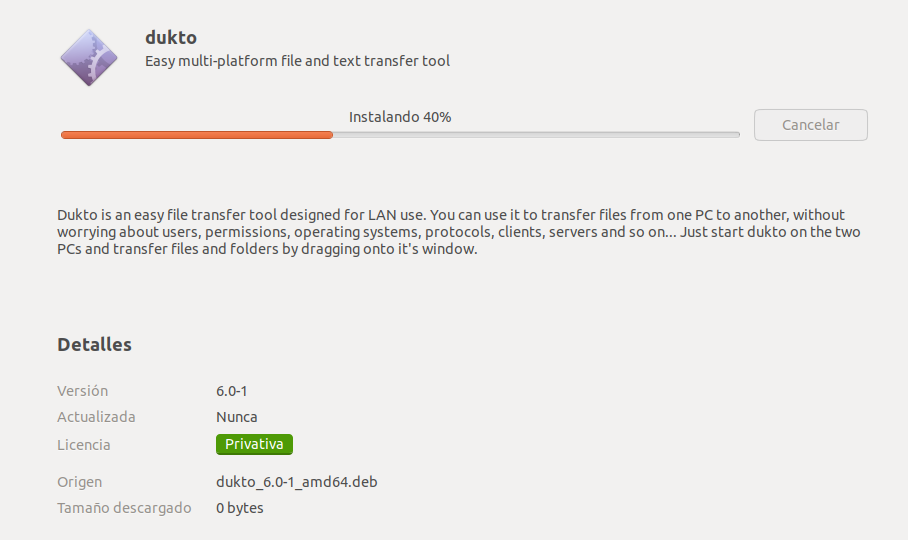 dukto
Easy multi-platform file and text transfer tool
Instalando 40%
Cancelar
Dukto is an easy file transfer tool designed for LAN use. You can use it to transfer files from one PC to another, without
worrying about users, permissions, operating systems, protocols, clients, servers and so on... Just start dukto on the two
PCs and transfer files and folders by dragging onto it's window.
Detalles
Versión 6.0-1
Actualizada Nunca
Licencia Privativa
Origen dukto_6.0-1_amd64.deb
Tamaño descargado 0 bytes